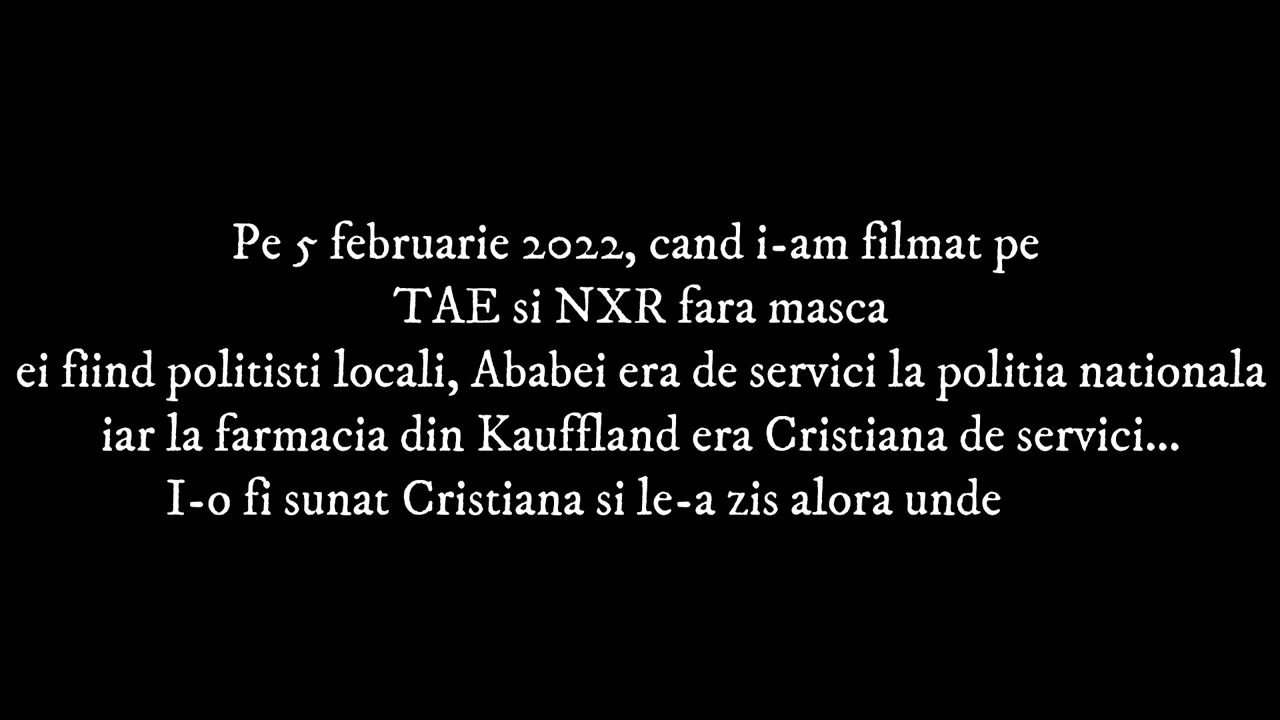 Pe 5 februarie 2022, cand i-am filmat pe
TAE si NXR fara masca
ei fiind politisti locali, Ababei era de servici la politia nationala
iar la farmacia din Kauffland era Cristiana de servici...
I-o fi sunat Cristiana si le-a zis alora unde